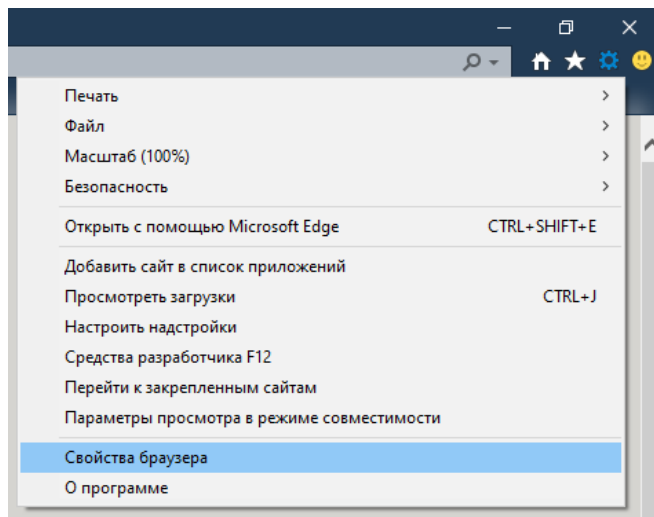 Печать
Файл
Масштаб (100%)
Безопасность
Открыть с помощью Microsoft Edge CTRL+SHIFT+E
Добавить сайт в список приложений
Просмотреть загрузки CTRL+J
Настроить надстройки
Средства разработчика F12
Перейти к закрепленным сайтам
Параметры просмотра в режиме совместимости
Свойства браузера
О программе